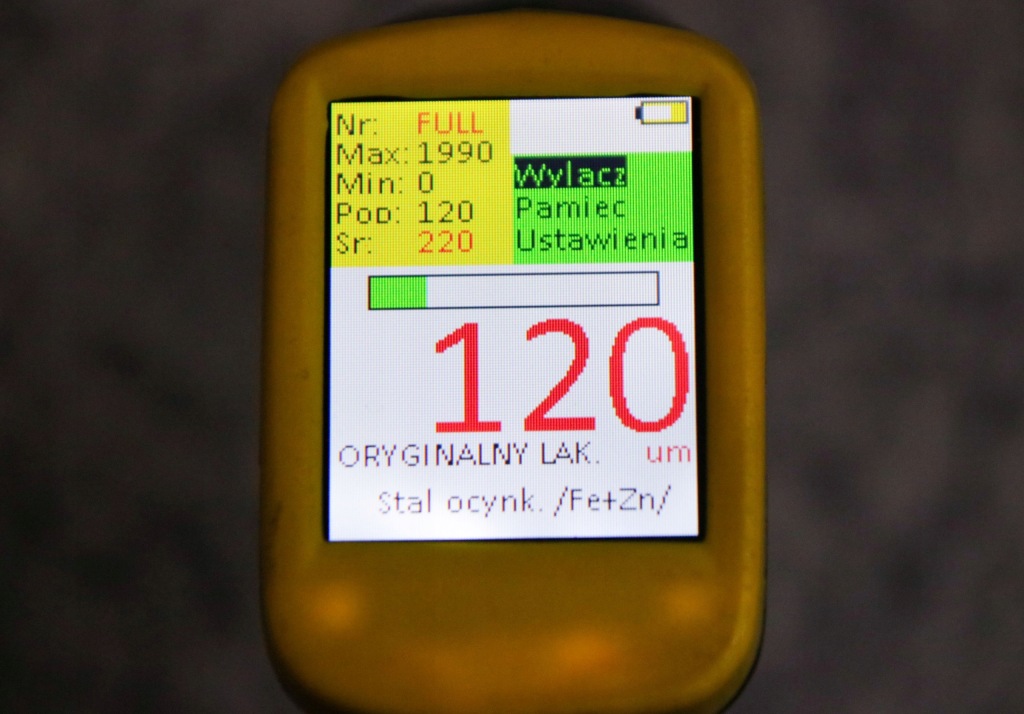 Nr: FULL
Max: 1990
Min: 0
Pop: 120
Sr: 220
Wylacz
Pamiec
Ustawienia
120
ORYGINALNY LAK. um
Stal ocynk. /Fe+Zn/